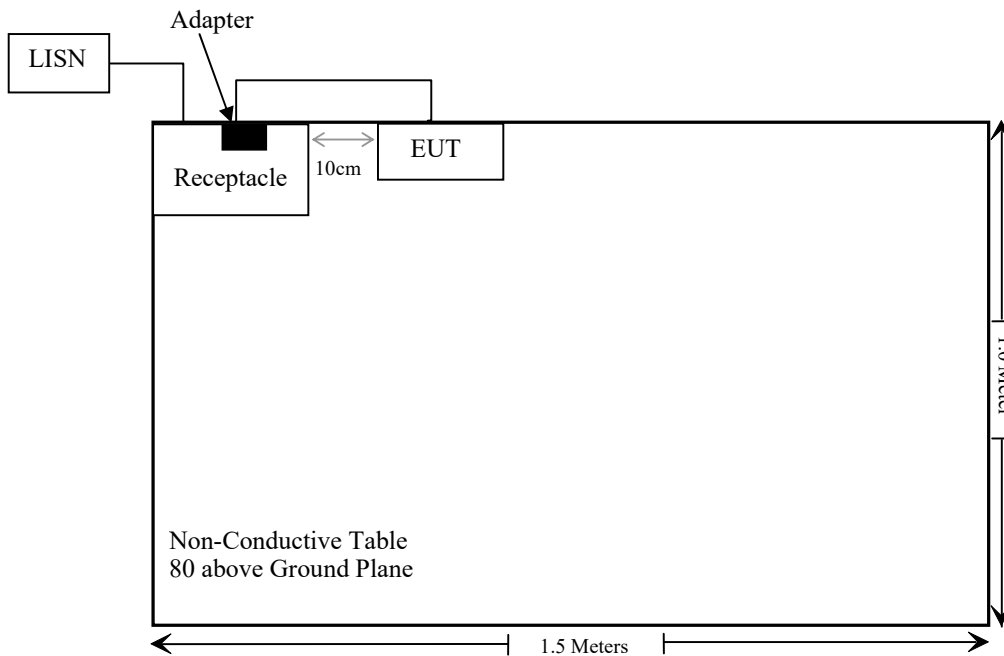 Adapter
LISN
EUT
10cm
Receptacle
Non-Conductive Table
80 above Ground Plane
1.5 Meters